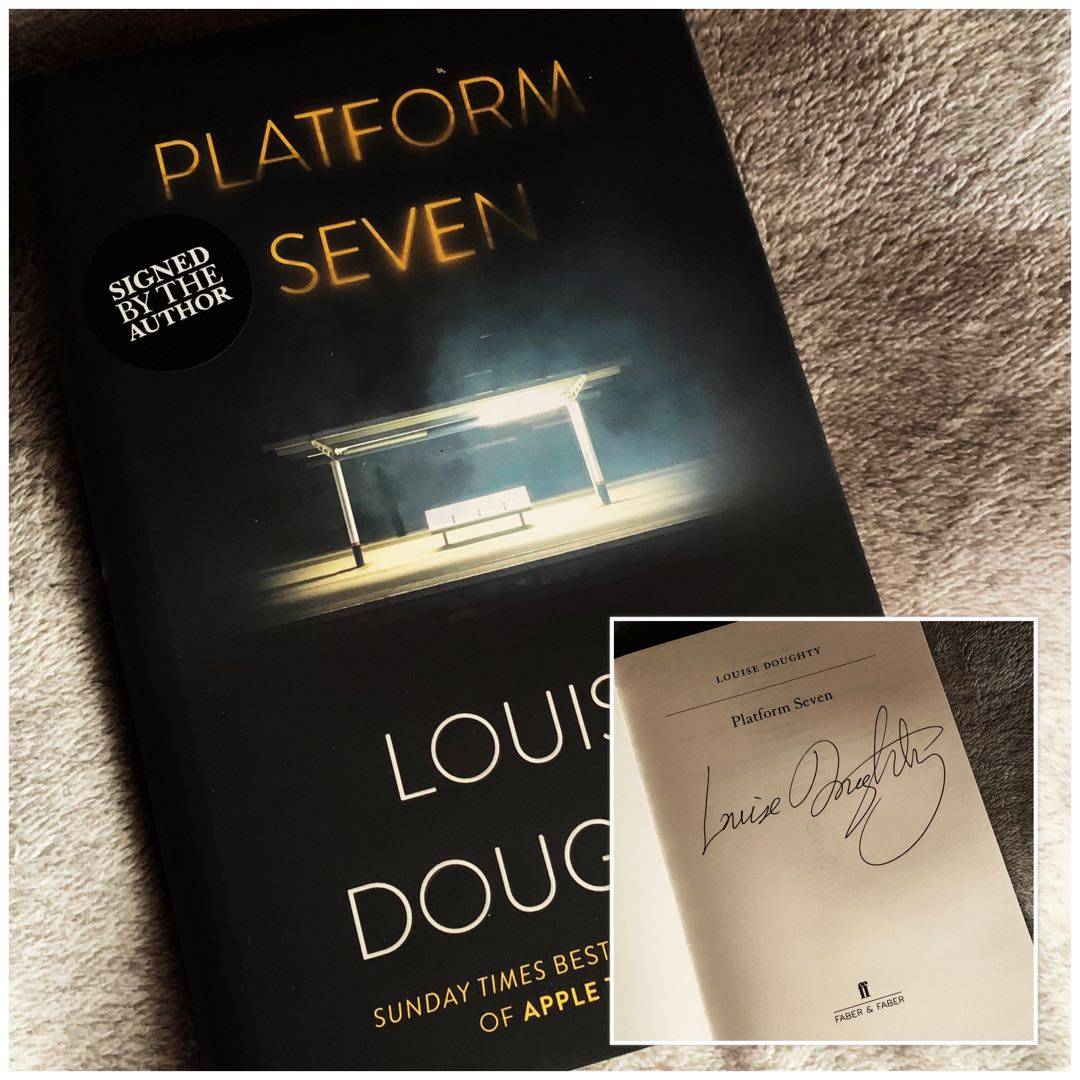 PLATFORM
SEVEN
SIGNED
BY THE
AUTHOR
LOUIS
DOUG
SUNDAY TIMES BEST
OF APPLE T
LOUISE DOUGHTY
Platform Seven
Louise Doughty
ff
FABER & FABER